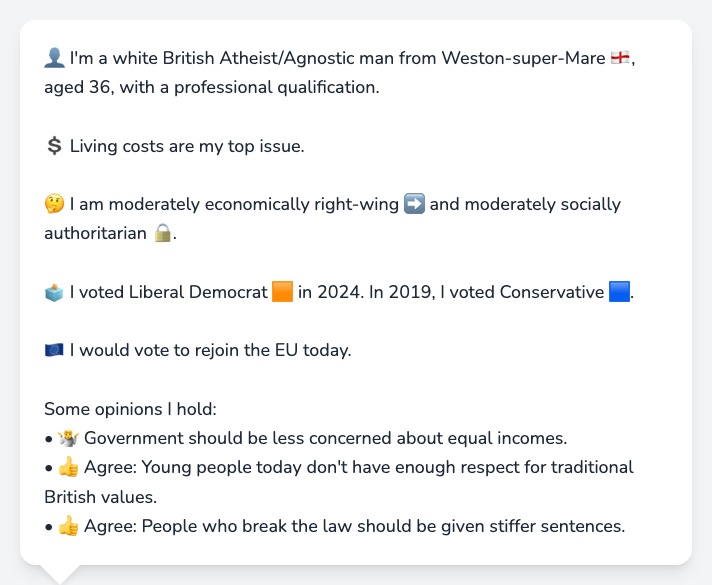 👤 I'm a white British Atheist/Agnostic man from Weston-super-Mare 🏴󠁧󠁢󠁥󠁮󠁧󠁿,
aged 36, with a professional qualification.
💲 Living costs are my top issue.
🤔 I am moderately economically right-wing ➡️ and moderately socially
authoritarian 🔒.
🗳️ I voted Liberal Democrat 🟧 in 2024. In 2019, I voted Conservative 🟦.
🇪🇺 I would vote to rejoin the EU today.
Some opinions I hold:
• 🤷 Government should be less concerned about equal incomes.
• 👍 Agree: Young people today don't have enough respect for traditional
British values.
• 👍 Agree: People who break the law should be given stiffer sentences.